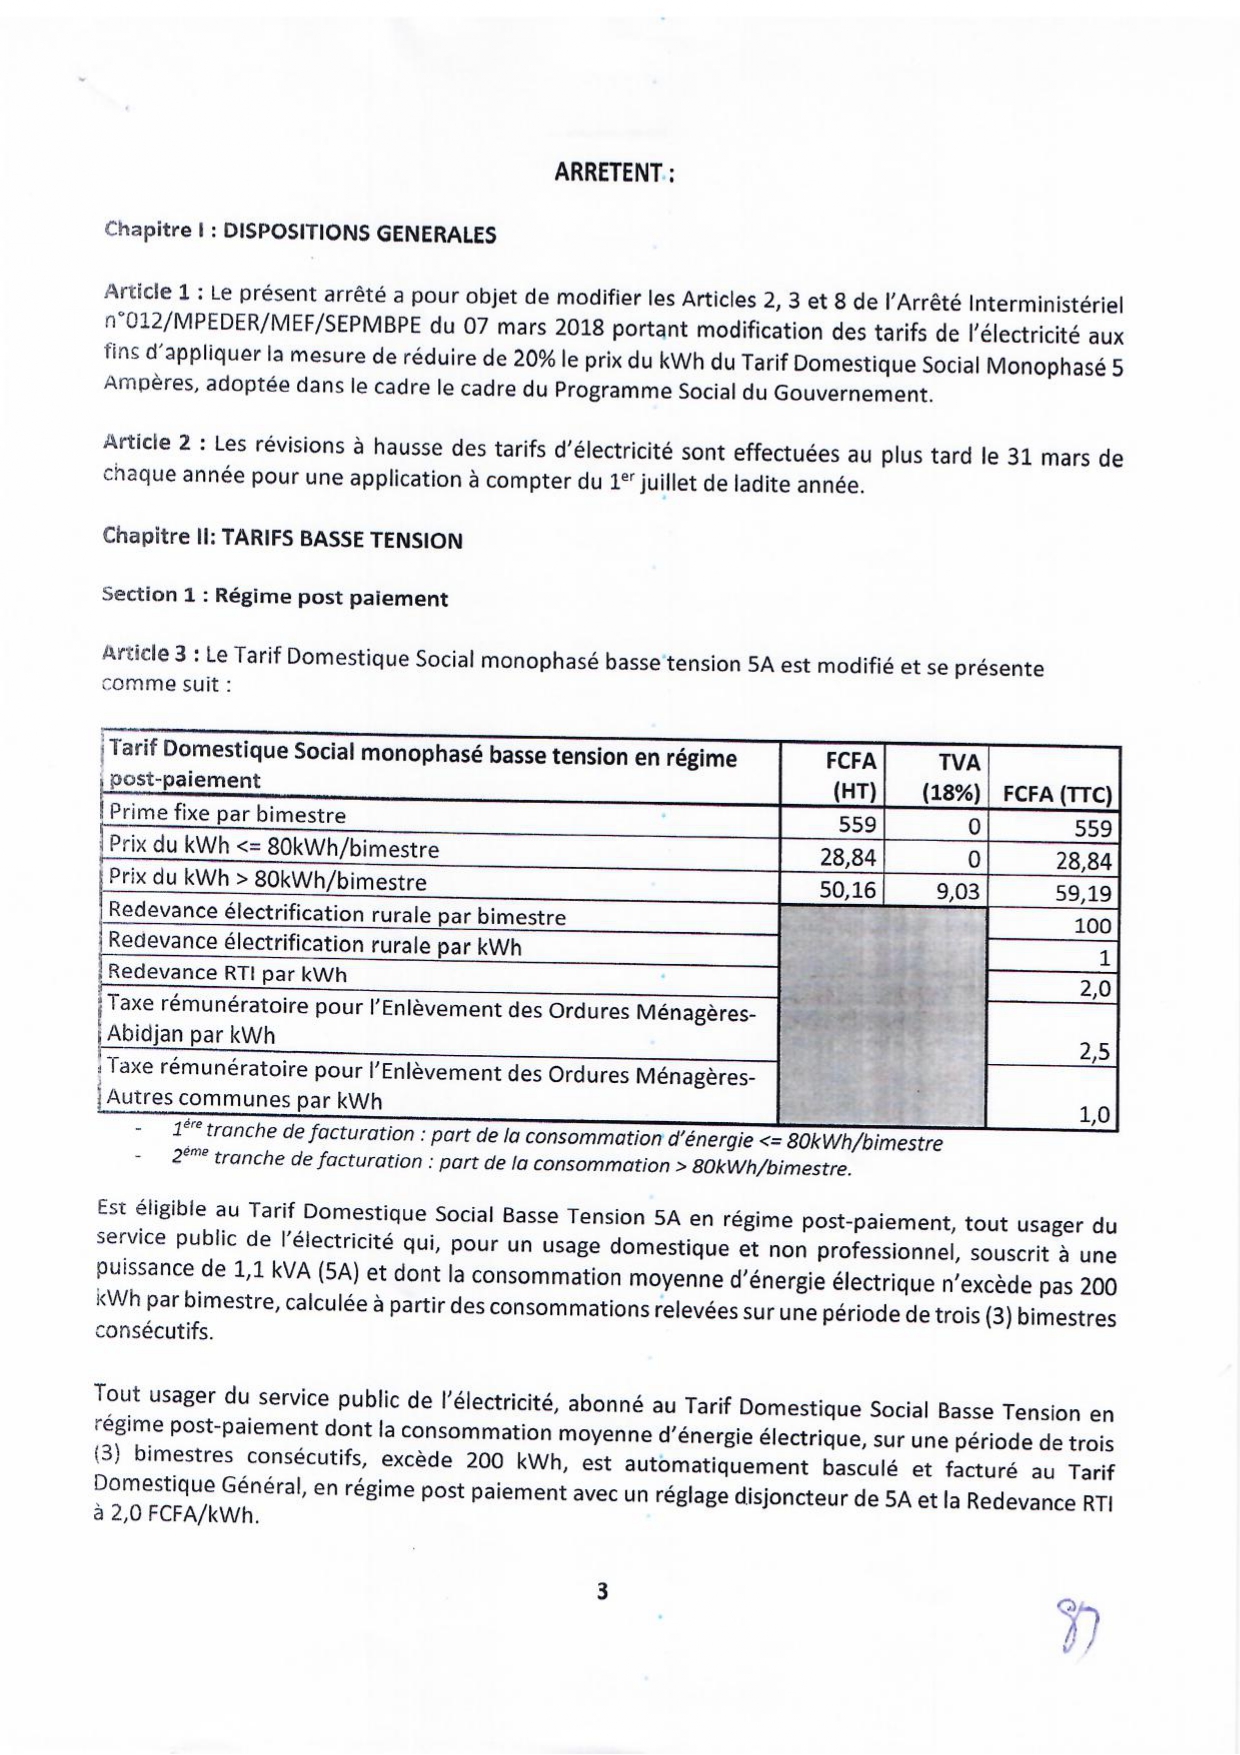 ARRETENT :
Chapitre I : DISPOSITIONS GENERALES
Article 1 : Le présent arrêté a pour objet de modifier les Articles 2, 3 et 8 de l'Arrêté Interministériel
n°012/MPEDER/MEF/SEPMBPE du 07 mars 2018 portant modification des tarifs de l'électricité aux
fins d'appliquer la mesure de réduire de 20% le prix du kWh du Tarif Domestique Social Monophasé 5
Ampères, adoptée dans le cadre le cadre du Programme Social du Gouvernement.
Article 2 : Les révisions à hausse des tarifs d'électricité sont effectuées au plus tard le 31 mars de
chaque année pour une application à compter du 1er juillet de ladite année.
Chapitre II: TARIFS BASSE TENSION
Section 1 : Régime post paiement
Article 3 : Le Tarif Domestique Social monophasé basse tension 5A est modifié et se présente
comme suit :
Tarif Domestique Social monophasé basse tension en régime
post-paiement
FCFA
(HT)
TVA
(18%)
FCFA (TTC)
Prime fixe par bimestre 559 0 559
Prix du kWh <= 80kWh/bimestre 28,84 0 28,84
Prix du kWh > 80kWh/bimestre 50,16 9,03 59,19
Redevance électrification rurale par bimestre 100
Redevance électrification rurale par kWh 1
Redevance RTI par kWh 2,0
Taxe rémunératoire pour l'Enlèvement des Ordures Ménagères-
Abidjan par kWh 2,5
Taxe rémunératoire pour l'Enlèvement des Ordures Ménagères-
Autres communes par kWh 1,0
- 1ére tranche de facturation : part de la consommation d'énergie <= 80kWh/bimestre
- 2éme tranche de facturation : part de la consommation > 80kWh/bimestre.
Est éligible au Tarif Domestique Social Basse Tension 5A en régime post-paiement, tout usager du
service public de l'électricité qui, pour un usage domestique et non professionnel, souscrit à une
puissance de 1,1 kVA (5A) et dont la consommation moyenne d'énergie électrique n'excède pas 200
kWh par bimestre, calculée à partir des consommations relevées sur une période de trois (3) bimestres
consécutifs.
Tout usager du service public de l'électricité, abonné au Tarif Domestique Social Basse Tension en
régime post-paiement dont la consommation moyenne d'énergie électrique, sur une période de trois
(3) bimestres consécutifs, excède 200 kWh, est automatiquement basculé et facturé au Tarif
Domestique Général, en régime post paiement avec un réglage disjoncteur de 5A et la Redevance RTI
à 2,0 FCFA/kWh.
3